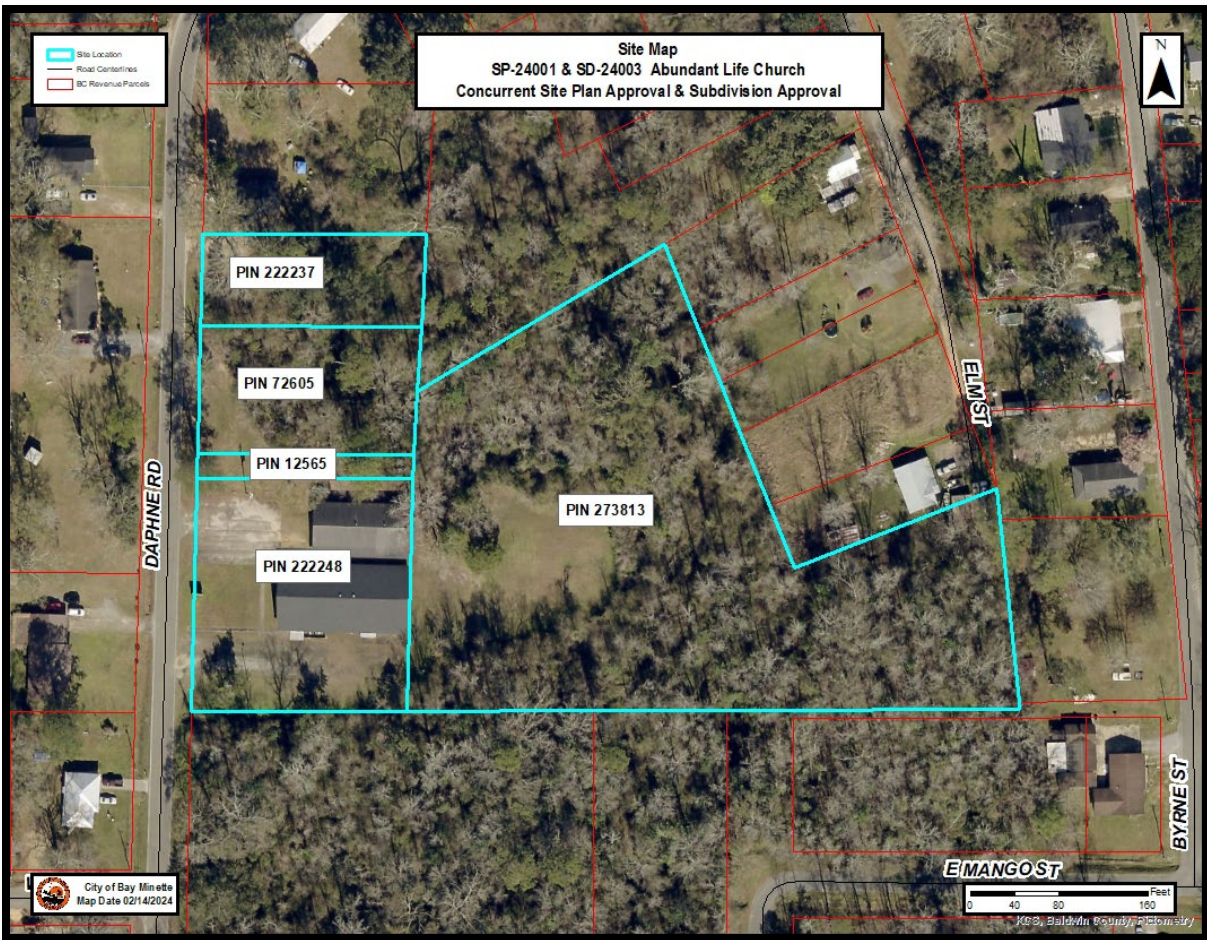 Site Location
Road Centerlines
BC Revenue Parcels
Site Map
SP-24001 & SD-24003 Abundant Life Church
Concurrent Site Plan Approval & Subdivision Approval
N
PIN 222237
PIN 72605
PIN 12565
PIN 222248
PIN 273813
DAPHNE RD
ELM ST
BYRNE ST
E MANGO ST
City of Bay Minette
Map Date 02/14/2024
Feet
0 40 80 160
KCS, Baldwin County, Pictometry